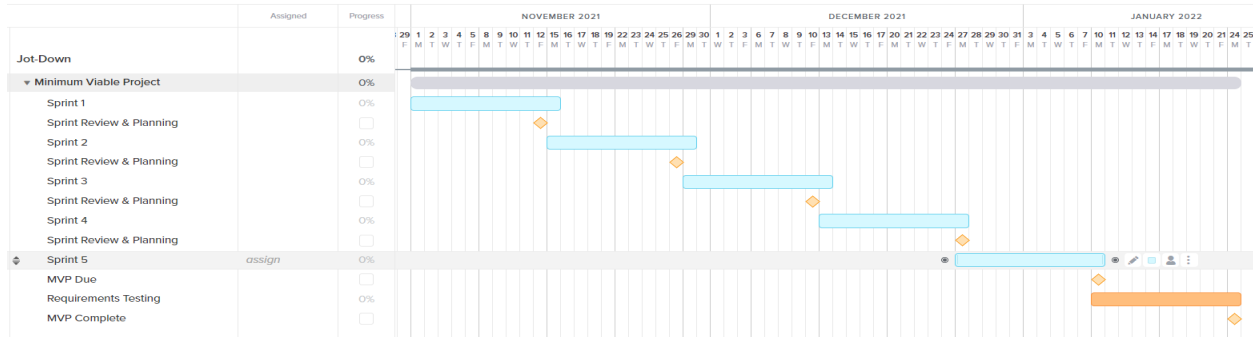 Assigned Progress NOVEMBER 2021 DECEMBER 2021 JANUARY 2022
29 1 2 3 4 5 8 9 10 11 12 15 16 17 18 19 22 23 24 25 26 29 30 1 2 3 6 7 8 9 10 13 14 15 16 17 20 21 22 23 24 27 28 29 30 31 3 4 5 6 7 10 11 12 13 14 17 18 19 20 21 24 25
F M T W T F M T W T F M T W T F M T W T F M T W T F M T W T F M T W T F M T W T F M T W T F M T W T F M T W T F M T W T F M T
Jot-Down 0%
Minimum Viable Project 0%
Sprint 1 0%
Sprint Review & Planning
Sprint 2 0%
Sprint Review & Planning
Sprint 3 0%
Sprint Review & Planning
Sprint 4 0%
Sprint Review & Planning
Sprint 5 assign 0%
MVP Due
Requirements Testing 0%
MVP Complete